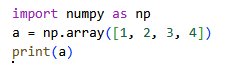 import numpy as np
a = np.array([1, 2, 3, 4])
print(a)